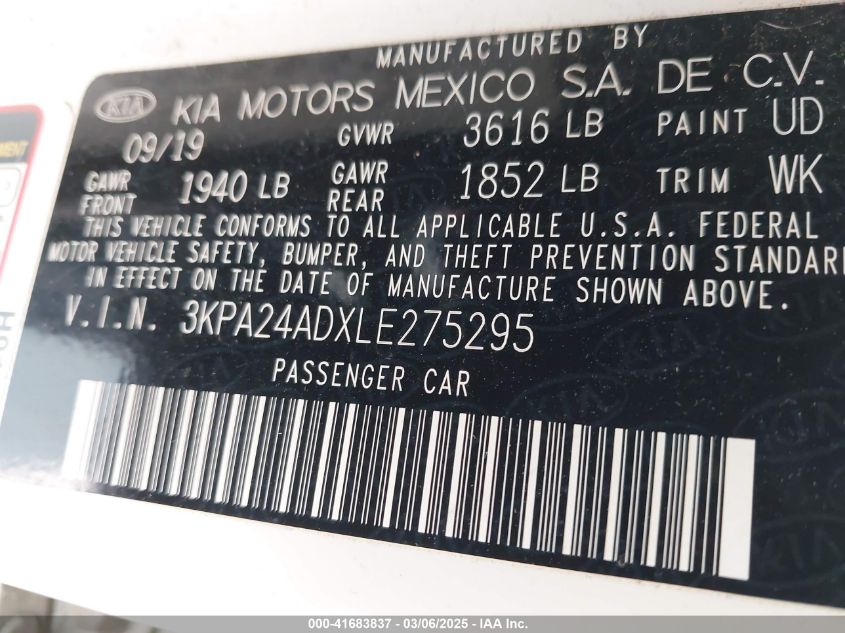 MANUFACTURED BY
KIA KIA MOTORS MEXICO S.A. DE C.V.
09/19 GVWR 3616 LB PAINT UD
GAWR FRONT 1940 LB GAWR REAR 1852 LB TRIM WK
THIS VEHICLE CONFORMS TO ALL APPLICABLE U.S.A. FEDERAL
MOTOR VEHICLE SAFETY, BUMPER, AND THEFT PREVENTION STANDAR
IN EFFECT ON THE DATE OF MANUFACTURE SHOWN ABOVE.
V.I.N. 3KPA24ADXLE275295
PASSENGER CAR
000-41683837 - 03/06/2025 - IAA Inc.